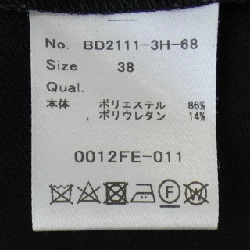 No. BD2111-3H-68
Size 38
Qual.
本体 ポリエステル 86%
ポリウレタン 14%
0012FE-011